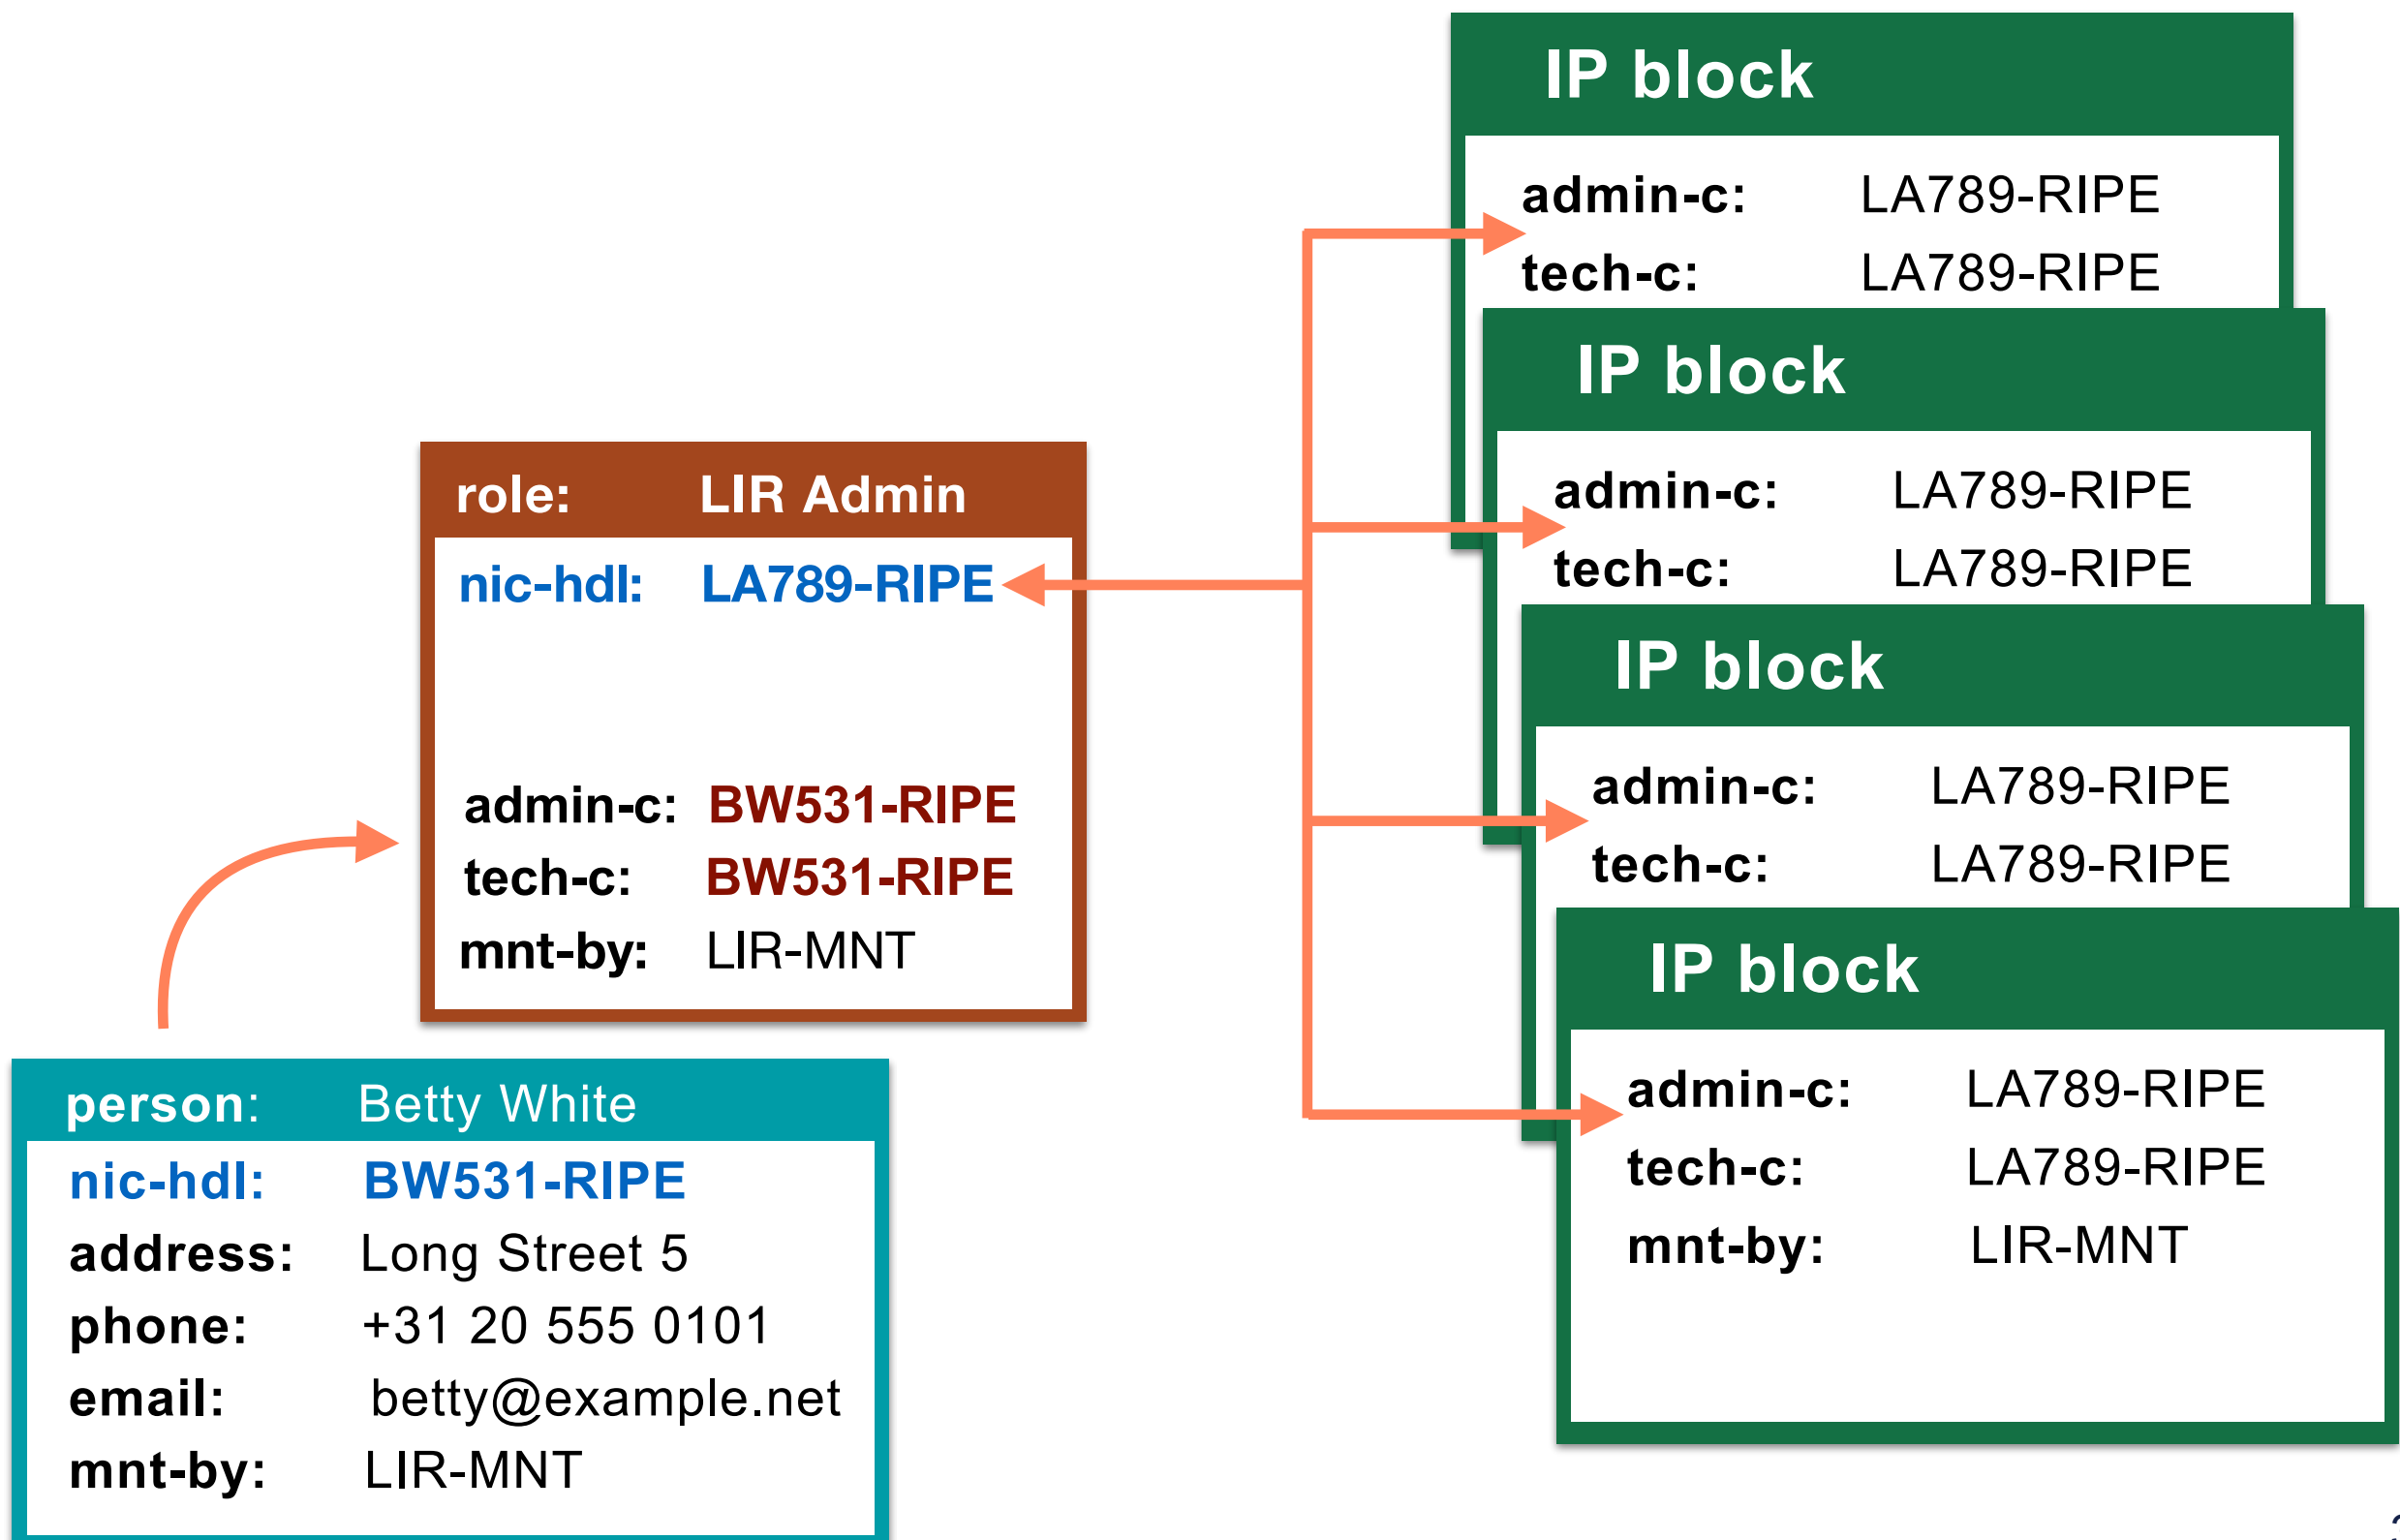 IP block
admin-c: LA789-RIPE
tech-c: LA789-RIPE
IP block
admin-c: LA789-RIPE
tech-c: LA789-RIPE
IP block
admin-c: LA789-RIPE
tech-c: LA789-RIPE
IP block
admin-c: LA789-RIPE
tech-c: LA789-RIPE
mnt-by: LIR-MNT
role: LIR Admin
nic-hdl: LA789-RIPE
admin-c: BW531-RIPE
tech-c: BW531-RIPE
mnt-by: LIR-MNT
person: Betty White
nic-hdl: BW531-RIPE
address: Long Street 5
phone: +31 20 555 0101
email: betty@example.net
mnt-by: LIR-MNT